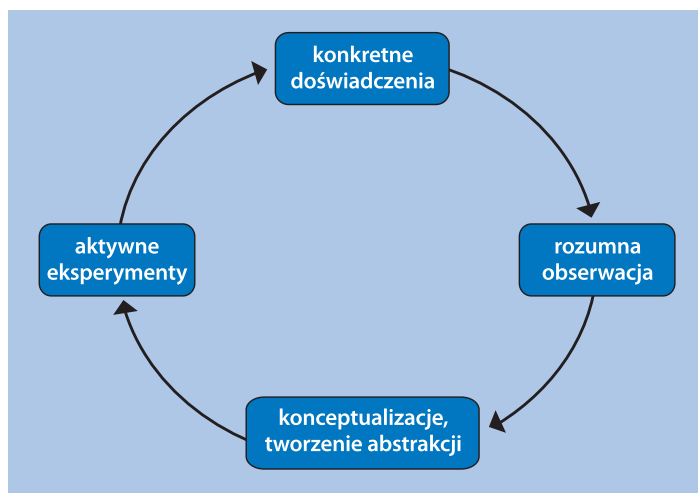 konkretne
doświadczenia
rozumna
obserwacja
konceptualizacje,
tworzenie abstrakcji
aktywne
eksperymenty